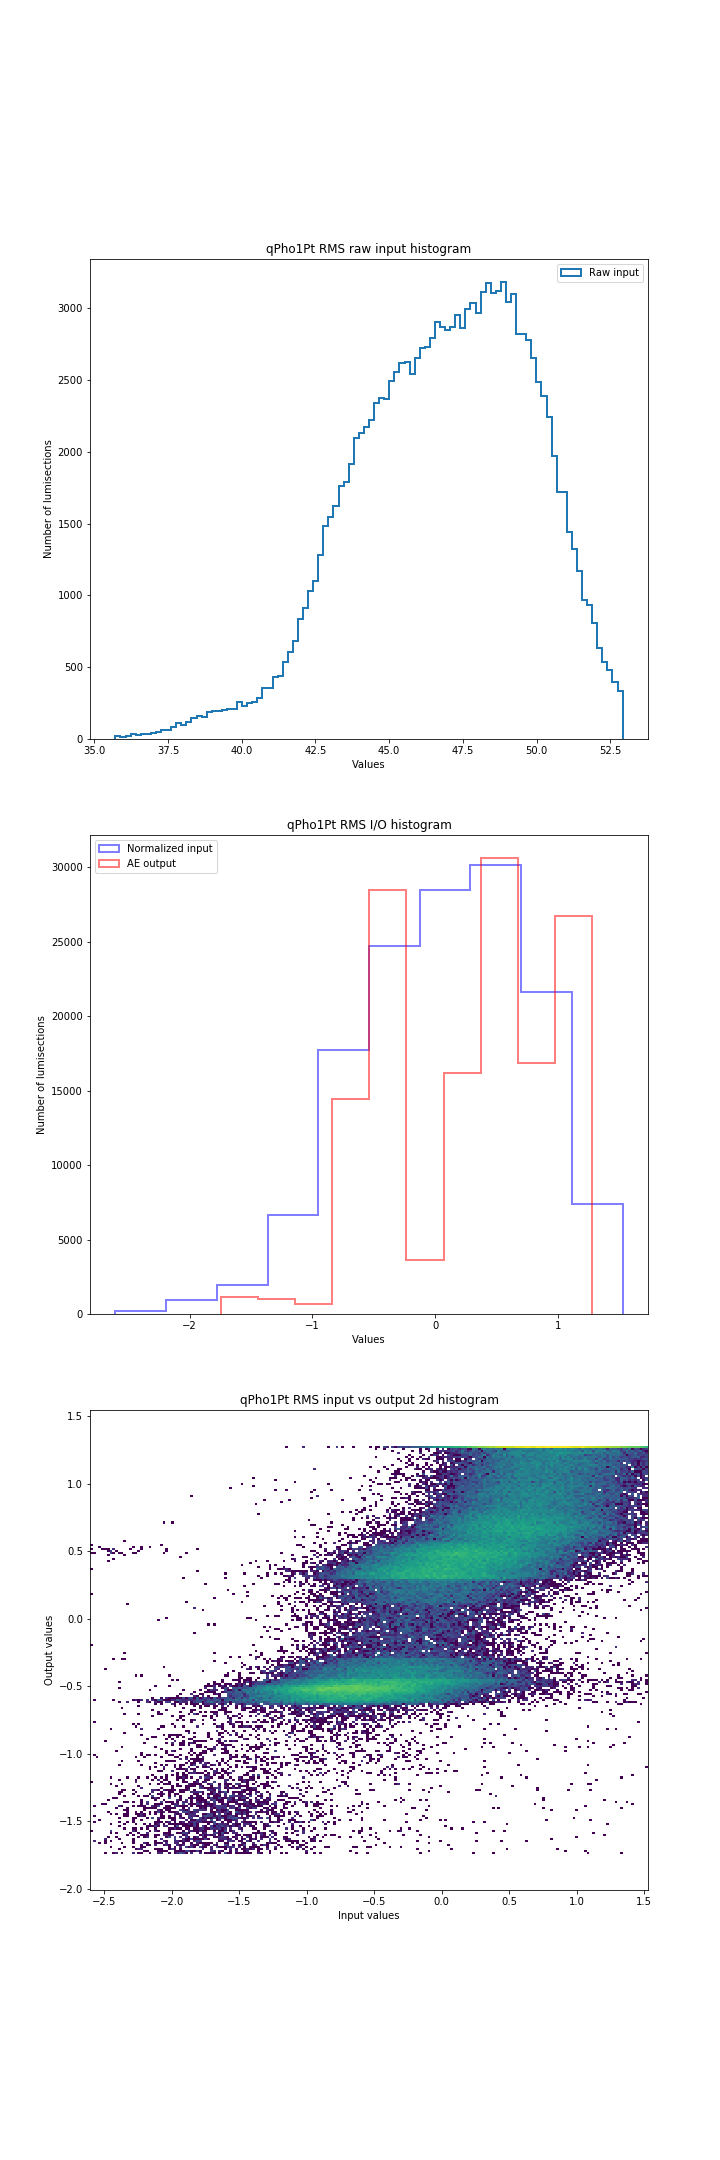 qPho1Pt RMS raw input histogram
Raw input
3000
2500
2000
1500
1000
500
0
Number of lumisections
35.0 37.5 40.0 42.5 45.0 47.5 50.0 52.5
Values
qPho1Pt RMS I/O histogram
Normalized input
AE output
30000
25000
20000
15000
10000
5000
0
Number of lumisections
−2 −1 0 1
Values
qPho1Pt RMS input vs output 2d histogram
1.5
1.0
0.5
0.0
−0.5
−1.0
−1.5
−2.0
Output values
−2.5 −2.0 −1.5 −1.0 −0.5 0.0 0.5 1.0 1.5
Input values